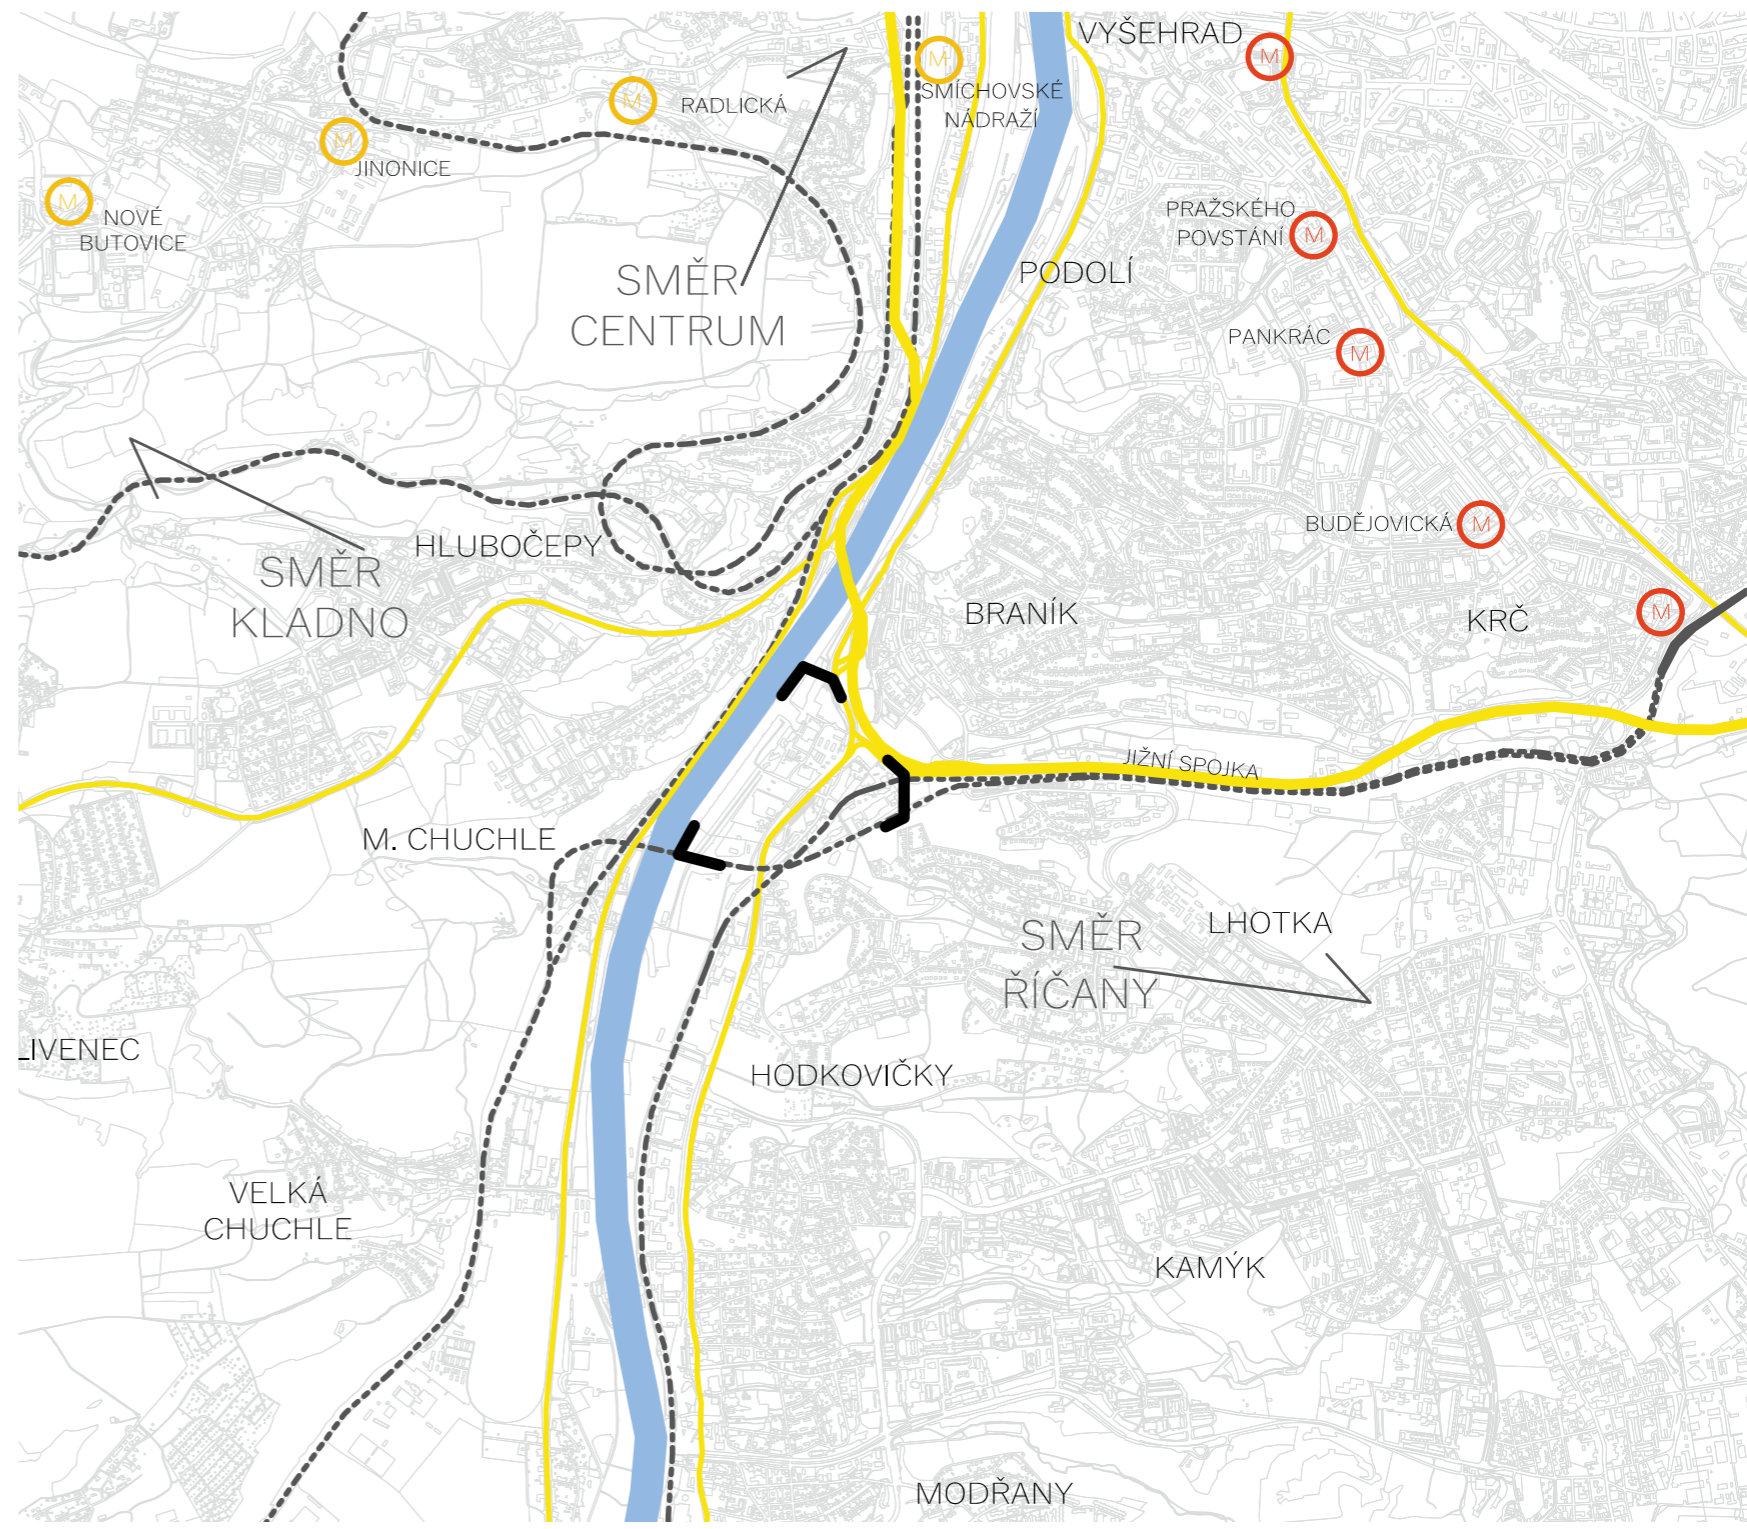 VYŠEHRAD
M
M
SMÍCHOVSKÉ
NÁDRAŽÍ
M
RADLICKÁ
M
JINONICE
M
NOVÉ
BUTOVICE
PRAŽSKÉHO
POVSTÁNÍ
M
SMĚR
CENTRUM
PODOLÍ
PANKRÁC
M
BUDĚJOVICKÁ
M
HLUBOČEPY
SMĚR
KLADNO
BRANÍK
KRČ
M
JIŽNÍ SPOJKA
M. CHUCHLE
SMĚR
ŘÍČANY
LHOTKA
LIVENEC
HODKOVIČKY
VELKÁ
CHUCHLE
KAMÝK
MODŘANY